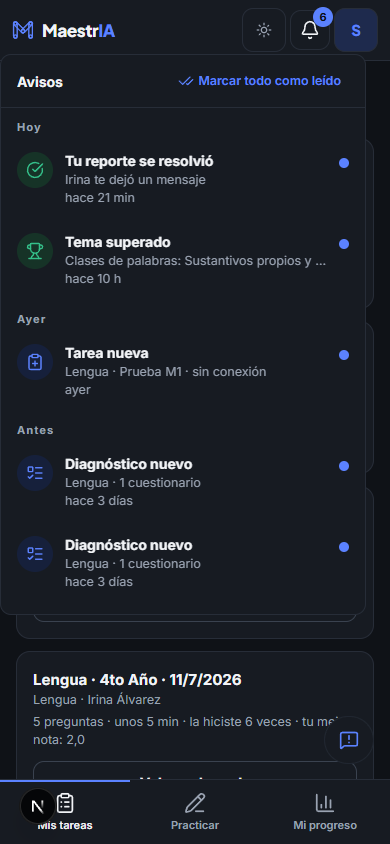 MaestrIA
6
S
Avisos
Marcar todo como leído
Hoy
Tu reporte se resolvió
Irina te dejó un mensaje
hace 21 min
Tema superado
Clases de palabras: Sustantivos propios y ...
hace 10 h
Ayer
Tarea nueva
Lengua · Prueba M1 · sin conexión
ayer
Antes
Diagnóstico nuevo
Lengua · 1 cuestionario
hace 3 días
Diagnóstico nuevo
Lengua · 1 cuestionario
hace 3 días
Lengua · 4to Año · 11/7/2026
Lengua · Irina Álvarez
5 preguntas · unos 5 min · la hiciste 6 veces · tu
nota: 2,0
N
Mis tareas
Practicar
Mi progreso